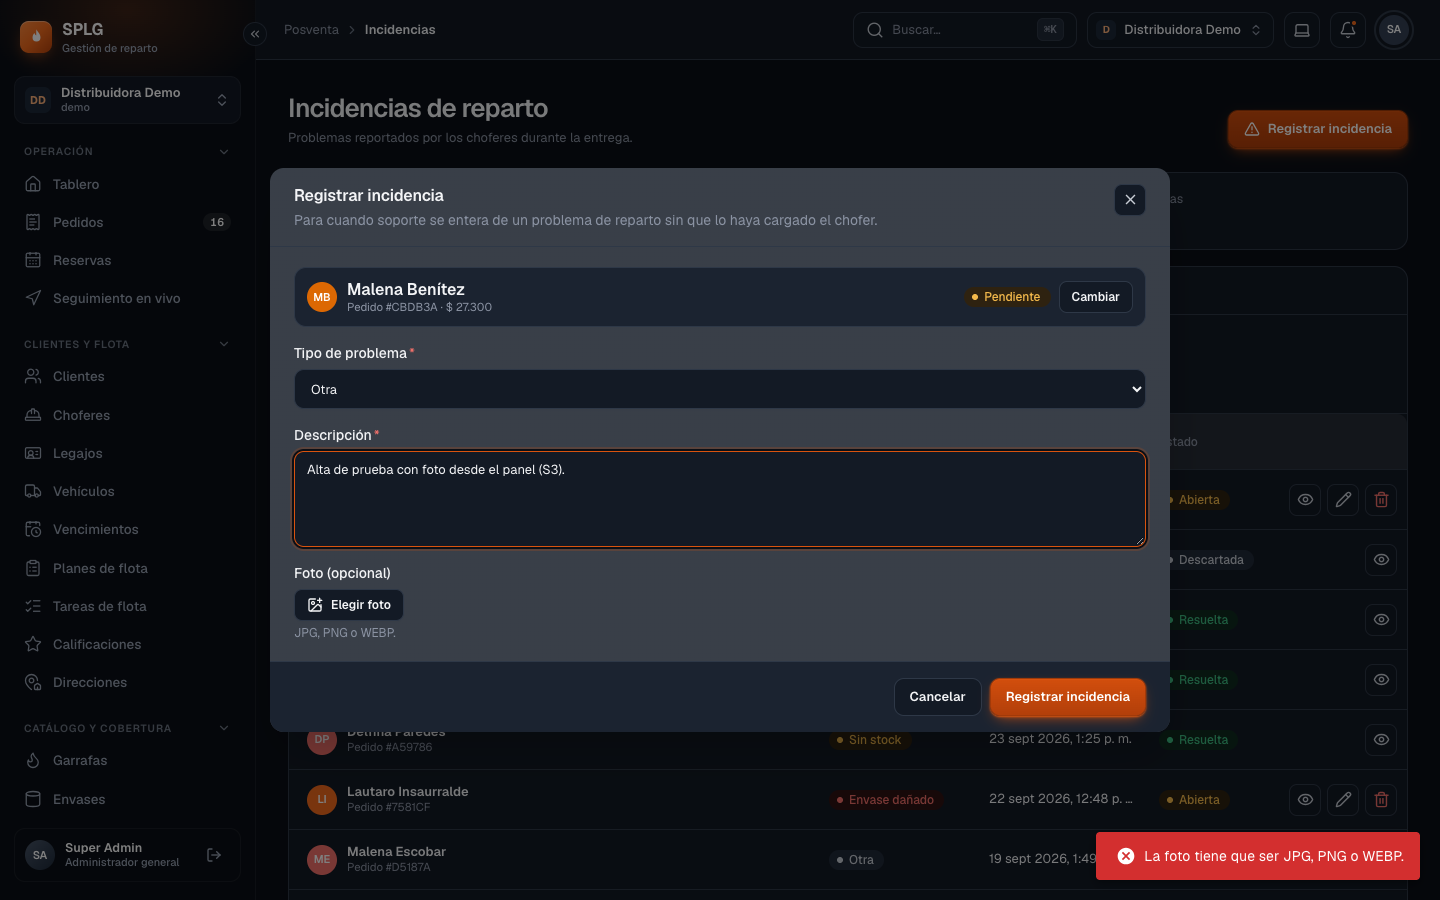 SPLG
Gestión de reparto
Posventa
Incidencias
Buscar...
⌘K
D
Distribuidora Demo
SA
DD
Distribuidora Demo
demo
OPERACIÓN
Tablero
Pedidos
16
Reservas
Seguimiento en vivo
CLIENTES Y FLOTA
Clientes
Choferes
Legajos
Vehículos
Vencimientos
Planes de flota
Tareas de flota
Calificaciones
Direcciones
CATÁLOGO Y COBERTURA
Garrafas
Envases
SA
Super Admin
Administrador general
Incidencias de reparto
Problemas reportados por los choferes durante la entrega.
Registrar incidencia
Registrar incidencia
Para cuando soporte se entera de un problema de reparto sin que lo haya cargado el chofer.
MB
Malena Benítez
Pedido #CBDB3A · $ 27.300
Pendiente
Cambiar
Tipo de problema *
Otra
Descripción *
Alta de prueba con foto desde el panel (S3).
Foto (opcional)
Elegir foto
JPG, PNG o WEBP.
Cancelar
Registrar incidencia
as
stado
Abierta
Descartada
Resuelta
Resuelta
DP
Pedido #A59786
Sin stock
23 sept 2026, 1:25 p. m.
Resuelta
LI
Lautaro Insaurralde
Pedido #7581CF
Envase dañado
22 sept 2026, 12:48 p. ...
Abierta
ME
Malena Escobar
Pedido #D5187A
Otra
19 sept 2026, 1:49
La foto tiene que ser JPG, PNG o WEBP.